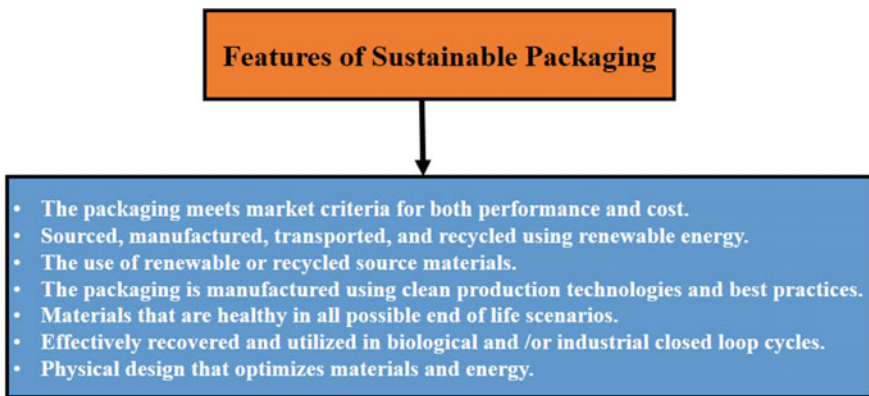 Features of Sustainable Packaging
• The packaging meets market criteria for both performance and cost.
• Sourced, manufactured, transported, and recycled using renewable energy.
• The use of renewable or recycled source materials.
• The packaging is manufactured using clean production technologies and best practices.
• Materials that are healthy in all possible end of life scenarios.
• Effectively recovered and utilized in biological and /or industrial closed loop cycles.
• Physical design that optimizes materials and energy.